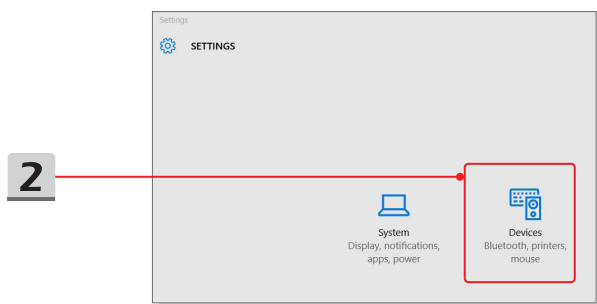 Settings
SETTINGS
2
System
Display, notifications,
apps, power
Devices
Bluetooth, printers,
mouse